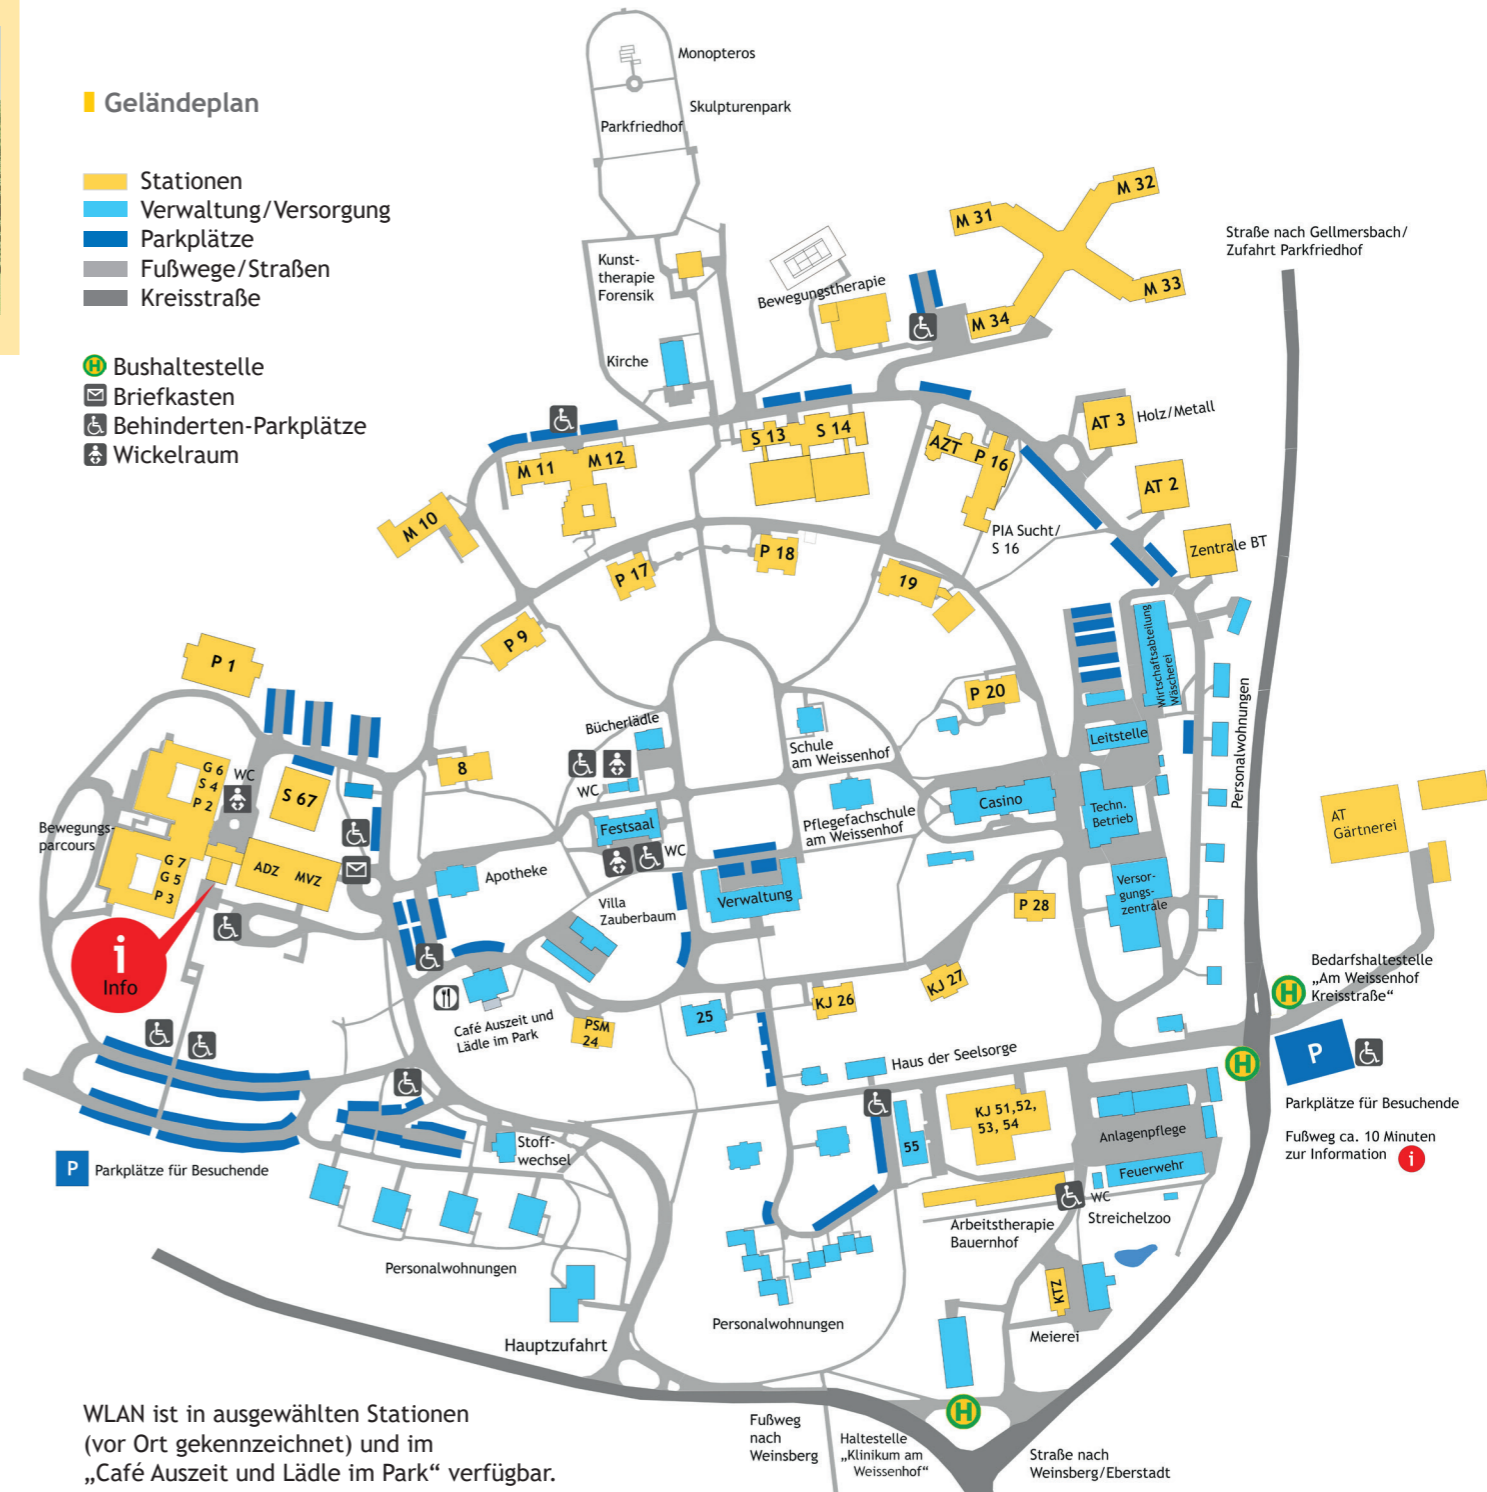 Geländeplan
Stationen
Verwaltung/Versorgung
Parkplätze
Fußwege/Straßen
Kreisstraße
H Bushaltestelle
Briefkasten
Behinderten-Parkplätze
Wickelraum
Monopteros
Skulpturenpark
Parkfriedhof
Kunst-
therapie
Forensik
Kirche
Bewegungstherapie
M 31
M 32
M 33
M 34
Straße nach Gellmersbach/
Zufahrt Parkfriedhof
AT 3
Holz/Metall
AT 2
Zentrale BT
S 13
S 14
AZT
P 16
PIA Sucht/
S 16
M 11
M 12
M 10
P 17
P 18
19
P 9
P 20
P 1
8
Bücherlädle
WC
Festsaal
WC
Schule
am Weissenhof
Pflegefachschule
am Weissenhof
Casino
Leitstelle
Techn.
Betrieb
Wirtschaftsabteilung
Wäscherei
Personalwohnungen
Versor-
gungs-
zentrale
AT
Gärtnerei
G 6
S 4
P 2
WC
S 67
Bewegungs-
parcours
G 7
G 5
P 3
ADZ
MVZ
i
Info
Apotheke
Villa
Zauberbaum
Verwaltung
P 28
KJ 27
KJ 26
25
PSM
24
Café Auszeit und
Lädle im Park
Haus der Seelsorge
Bedarfshaltestelle
„Am Weissenhof
Kreisstraße“
H
H
P
Parkplätze für Besuchende
Fußweg ca. 10 Minuten
zur Information i
KJ 51,52,
53, 54
55
Anlagenpflege
Feuerwehr
WC
Streichelzoo
Arbeitstherapie
Bauernhof
KTZ
Meierei
P Parkplätze für Besuchende
Stoff-
wechsel
Personalwohnungen
Personalwohnungen
Hauptzufahrt
H
Fußweg
nach
Weinsberg
Haltestelle
„Klinikum am
Weissenhof“
Straße nach
Weinsberg/Eberstadt
WLAN ist in ausgewählten Stationen
(vor Ort gekennzeichnet) und im
„Café Auszeit und Lädle im Park“ verfügbar.